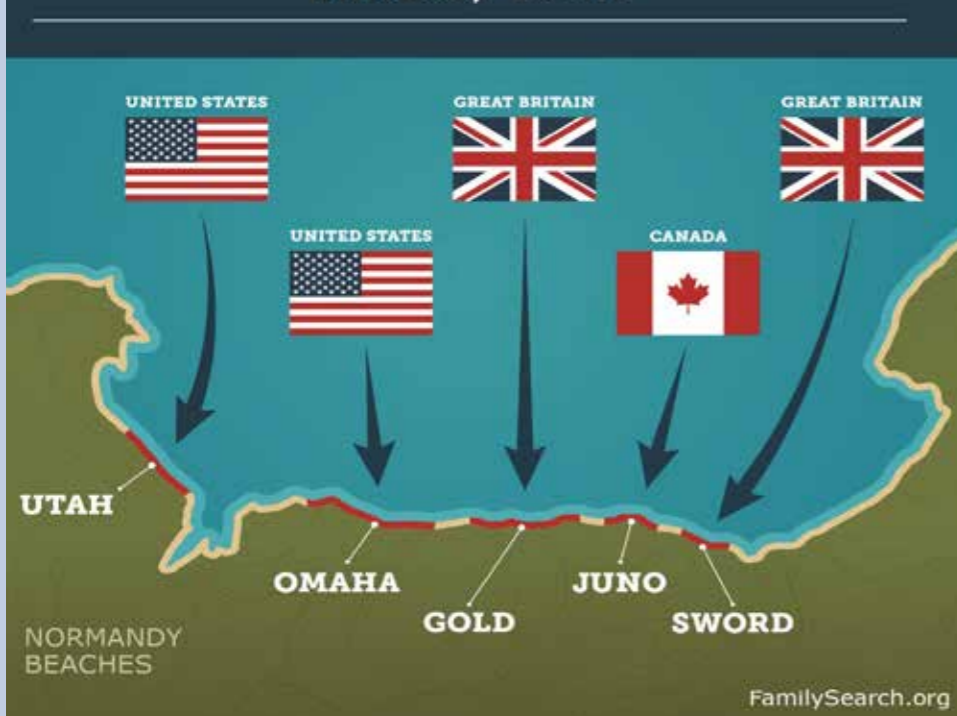 UNITED STATES
GREAT BRITAIN
GREAT BRITAIN
UNITED STATES
CANADA
UTAH
OMAHA
JUNO
GOLD
SWORD
NORMANDY
BEACHES
FamilySearch.org